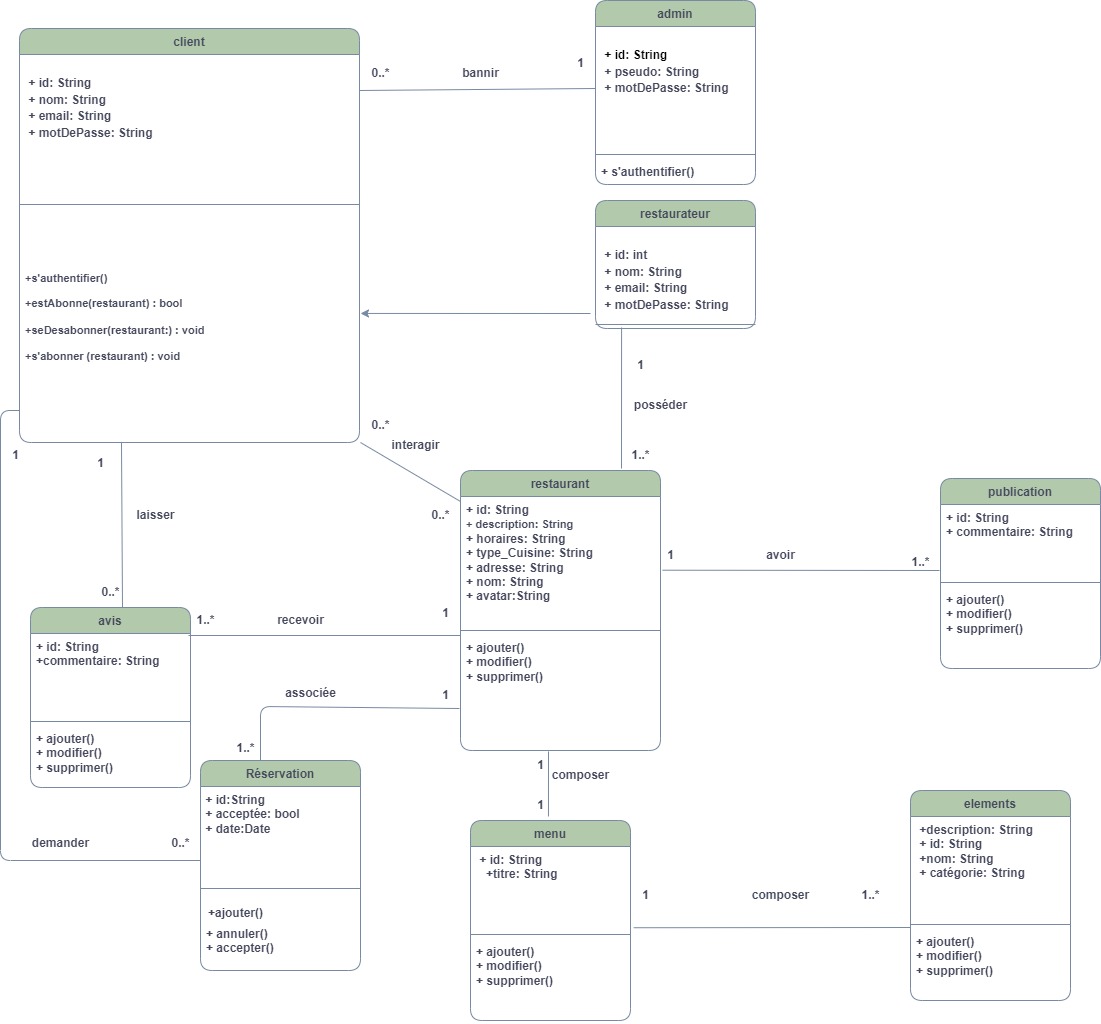 client
+ id: String
+ nom: String
+ email: String
+ motDePasse: String
+s'authentifier()
+estAbonne(restaurant) : bool
+seDesabonner(restaurant:) : void
+s'abonner (restaurant) : void
0..*
bannir
1
admin
+ id: String
+ pseudo: String
+ motDePasse: String
+ s'authentifier()
restaurateur
+ id: int
+ nom: String
+ email: String
+ motDePasse: String
1
posséder
1..*
0..*
interagir
0..*
1
1
laisser
0..*
restaurant
+ id: String
+ description: String
+ horaires: String
+ type_Cuisine: String
+ adresse: String
+ nom: String
+ avatar:String
+ ajouter()
+ modifier()
+ supprimer()
1
avoir
1..*
publication
+ id: String
+ commentaire: String
+ ajouter()
+ modifier()
+ supprimer()
avis
+ id: String
+commentaire: String
+ ajouter()
+ modifier()
+ supprimer()
1..*
recevoir
1
associée
1
1..*
Réservation
+ id:String
+ acceptée: bool
+ date:Date
+ajouter()
+ annuler()
+ accepter()
demander
0..*
1
composer
1
menu
+ id: String
+titre: String
+ ajouter()
+ modifier()
+ supprimer()
1
composer
1..*
elements
+description: String
+ id: String
+nom: String
+ catégorie: String
+ ajouter()
+ modifier()
+ supprimer()